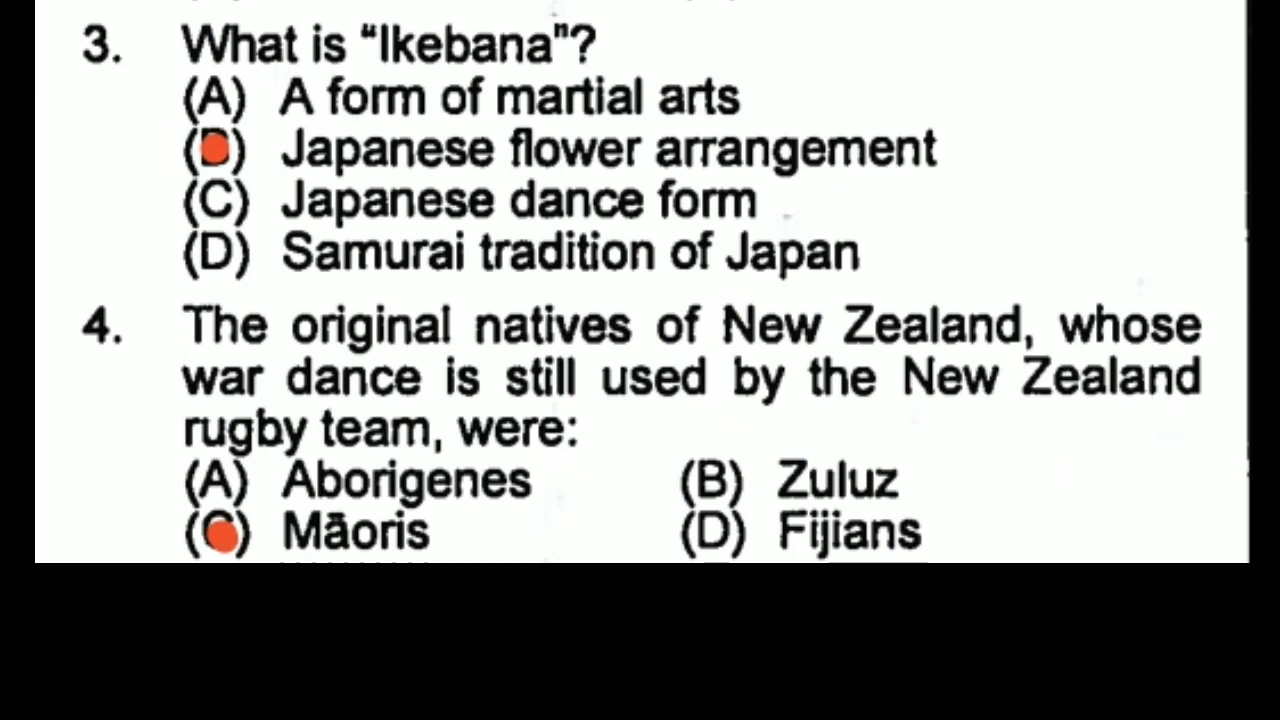 3. What is “Ikebana”?
(A) A form of martial arts
(B) Japanese flower arrangement
(C) Japanese dance form
(D) Samurai tradition of Japan
4. The original natives of New Zealand, whose
war dance is still used by the New Zealand
rugby team, were:
(A) Aborigenes (B) Zuluz
(C) Māoris (D) Fijians